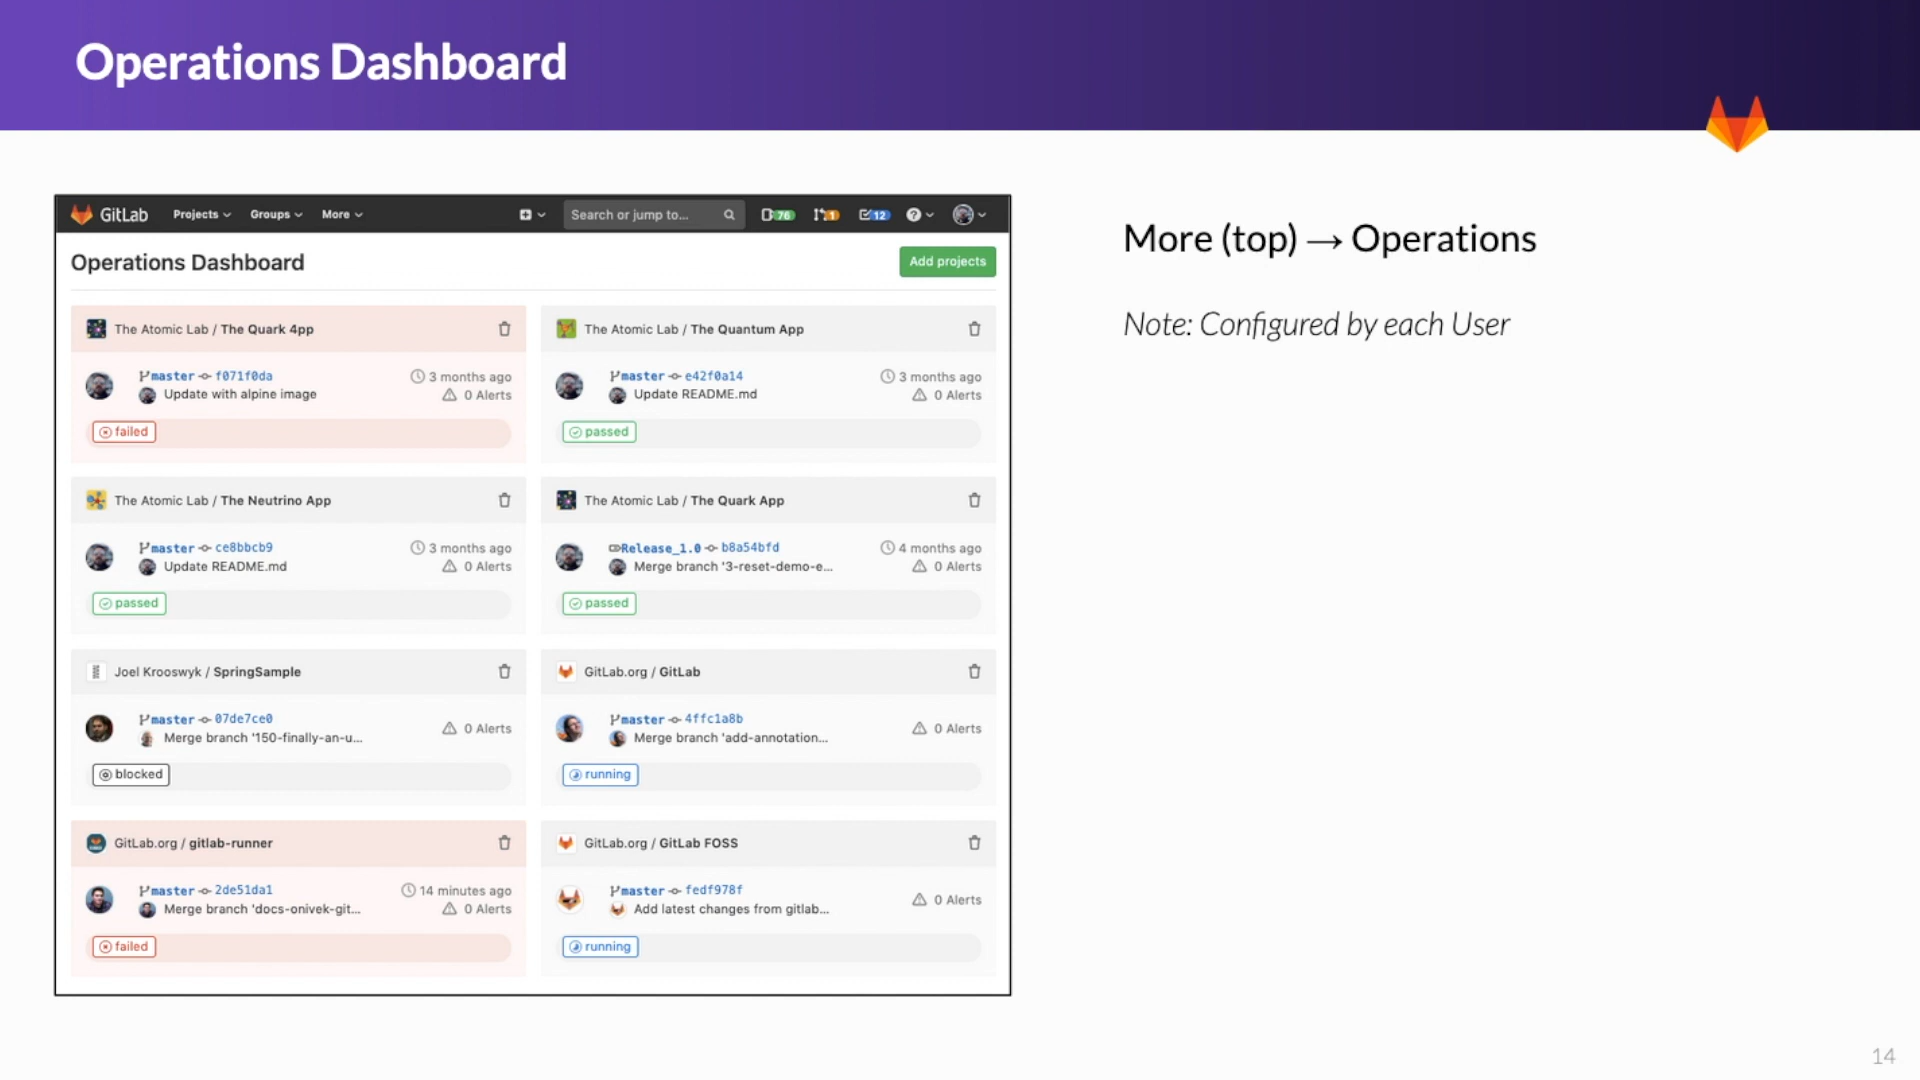 Operations Dashboard
GitLab Projects Groups More Search or jump to... 76 1 12
Operations Dashboard
Add projects
The Atomic Lab / The Quark 4pp
master f071f0da
3 months ago
Update with alpine image
0 Alerts
failed
The Atomic Lab / The Quantum App
master e42f0a14
3 months ago
Update README.md
0 Alerts
passed
The Atomic Lab / The Neutrino App
master ce8bbcb9
3 months ago
Update README.md
0 Alerts
passed
The Atomic Lab / The Quark App
Release_1.0 b8a54bfd
4 months ago
Merge branch '3-reset-demo-e...
0 Alerts
passed
Joel Krooswyk / SpringSample
master 07de7ce0
Merge branch '150-finally-an-u...
0 Alerts
blocked
GitLab.org / GitLab
master 4ffc1a8b
Merge branch 'add-annotation...
0 Alerts
running
GitLab.org / gitlab-runner
master 2de51da1
14 minutes ago
Merge branch 'docs-onivek-git...
0 Alerts
failed
GitLab.org / GitLab FOSS
master fedf978f
Add latest changes from gitlab...
0 Alerts
running
More (top) → Operations
Note: Configured by each User
14